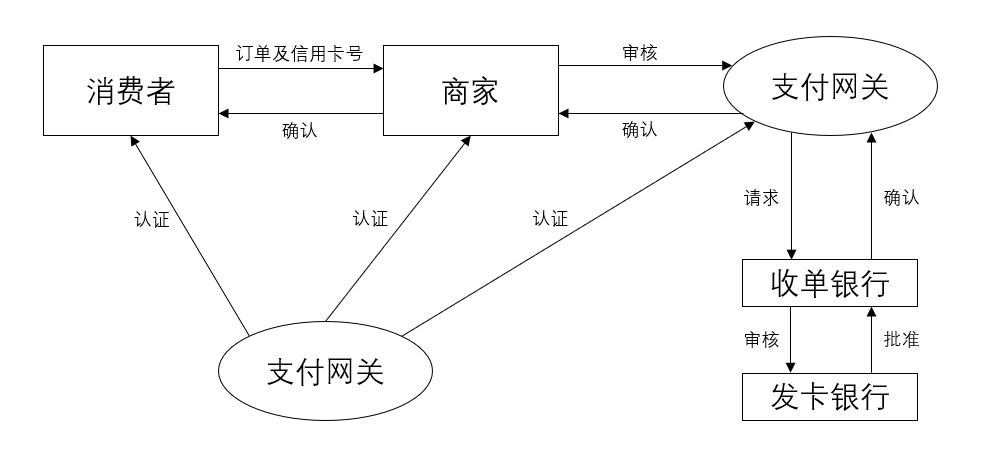 订单及信用卡号
审核
消费者
商家
支付网关
确认
确认
认证
认证
认证
请求
确认
收单银行
审核
批准
支付网关
发卡银行